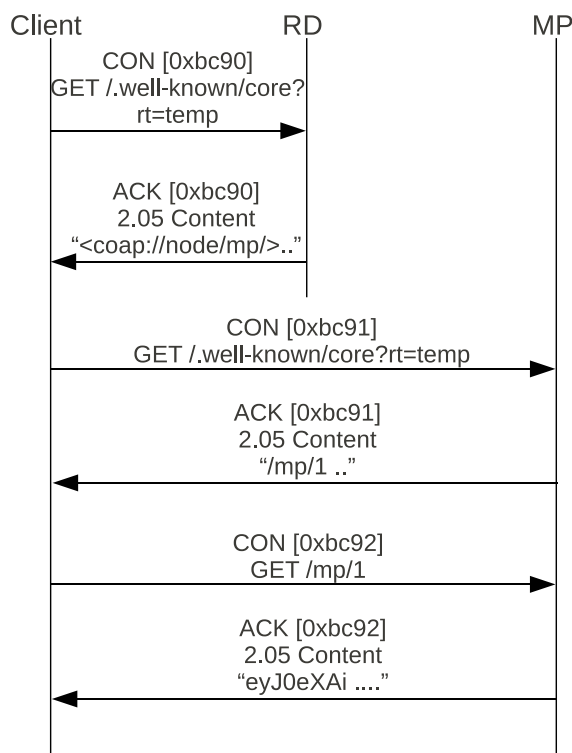 Client RD MP
CON [0xbc90]
GET /.well-known/core?
rt=temp
ACK [0xbc90]
2.05 Content
“<coap://node/mp/>..”
CON [0xbc91]
GET /.well-known/core?rt=temp
ACK [0xbc91]
2.05 Content
“/mp/1 ..”
CON [0xbc92]
GET /mp/1
ACK [0xbc92]
2.05 Content
“eyJ0eXAi ....”